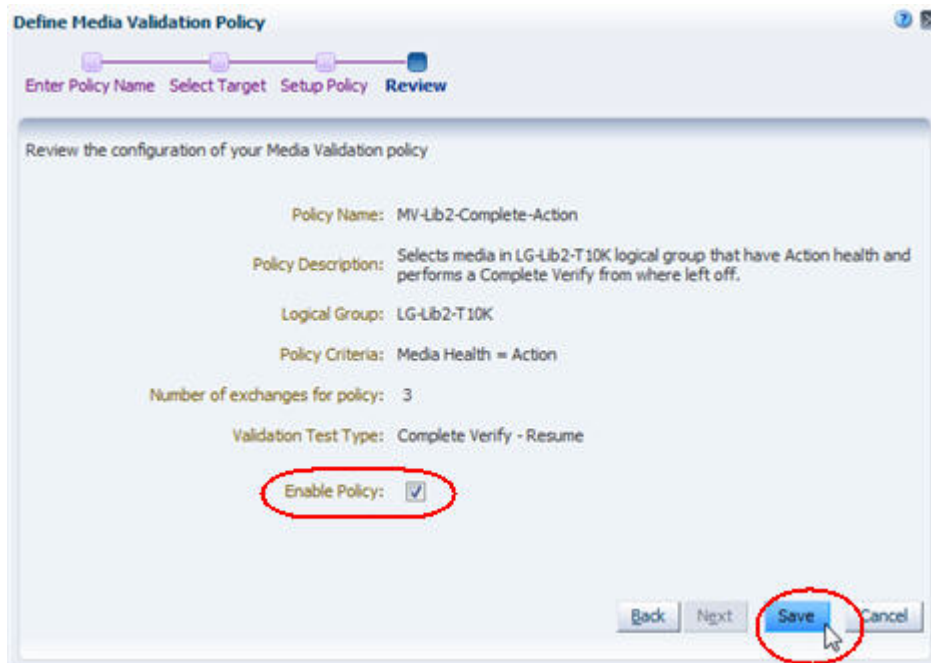 Define Media Validation Policy
Enter Policy Name Select Target Setup Policy Review
Review the configuration of your Media Validation policy
Policy Name: MV-Lib2-Complete-Action
Policy Description: Selects media in LG-Lib2-T10K logical group that have Action health and
performs a Complete Verify from where left off.
Logical Group: LG-Lib2-T10K
Policy Criteria: Media Health = Action
Number of exchanges for policy: 3
Validation Test Type: Complete Verify - Resume
Enable Policy:
Back Next Save Cancel